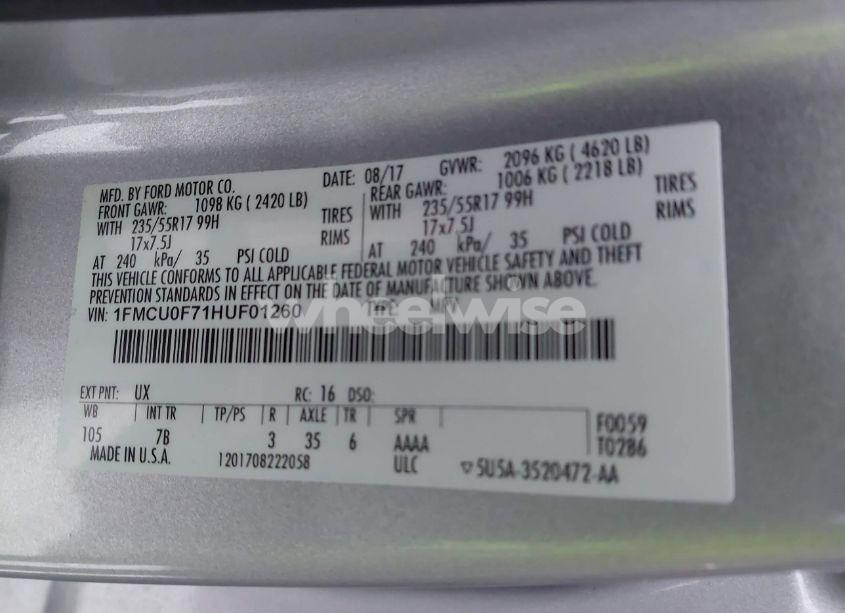 MFD. BY FORD MOTOR CO. DATE: 08/17 GVWR: 2096 KG ( 4620 LB)
FRONT GAWR: 1098 KG ( 2420 LB) REAR GAWR: 1006 KG ( 2218 LB)
WITH 235/55R17 99H TIRES WITH 235/55R17 99H TIRES
17x7.5J RIMS 17x7.5J RIMS
AT 240 kPa/ 35 PSI COLD AT 240 kPa/ 35 PSI COLD
THIS VEHICLE CONFORMS TO ALL APPLICABLE FEDERAL MOTOR VEHICLE SAFETY AND THEFT
PREVENTION STANDARDS IN EFFECT ON THE DATE OF MANUFACTURE SHOWN ABOVE.
VIN: 1FMCU0F71HUF01260
wheelwise
EXT PNT: UX RC: 16 DSO:
WB INT TR TP/PS R AXLE TR SPR F0059
105 7B 3 35 6 AAAA T0286
MADE IN U.S.A. 1201708222058 ULC 5U5A-3520472-AA